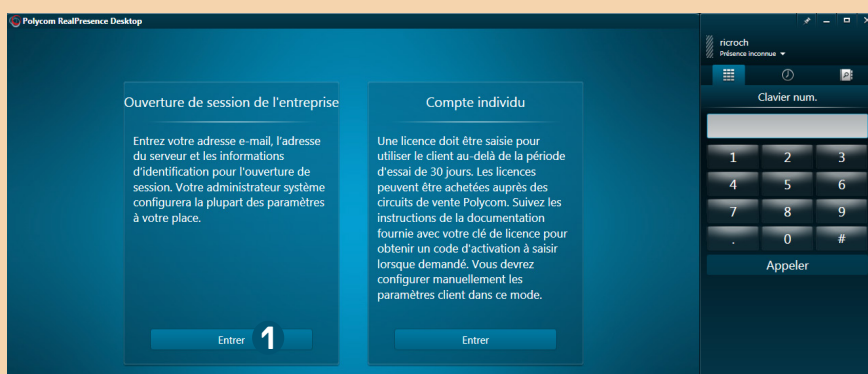 Polycom RealPresence Desktop
Ouverture de session de l'entreprise
Entrez votre adresse e-mail, l'adresse
du serveur et les informations
d'identification pour l'ouverture de
session. Votre administrateur système
configurera la plupart des paramètres
à votre place.
Entrer 1
Compte individu
Une licence doit être saisie pour
utiliser le client au-delà de la période
d'essai de 30 jours. Les licences
peuvent être achetées auprès des
circuits de vente Polycom. Suivez les
instructions de la documentation
fournie avec votre clé de licence pour
obtenir un code d'activation à saisir
lorsque demandé. Vous devrez
configurer manuellement les
paramètres client dans ce mode.
Entrer
ricroch
Présence inconnue
Clavier num.
1 2 3
4 5 6
7 8 9
. 0 #
Appeler